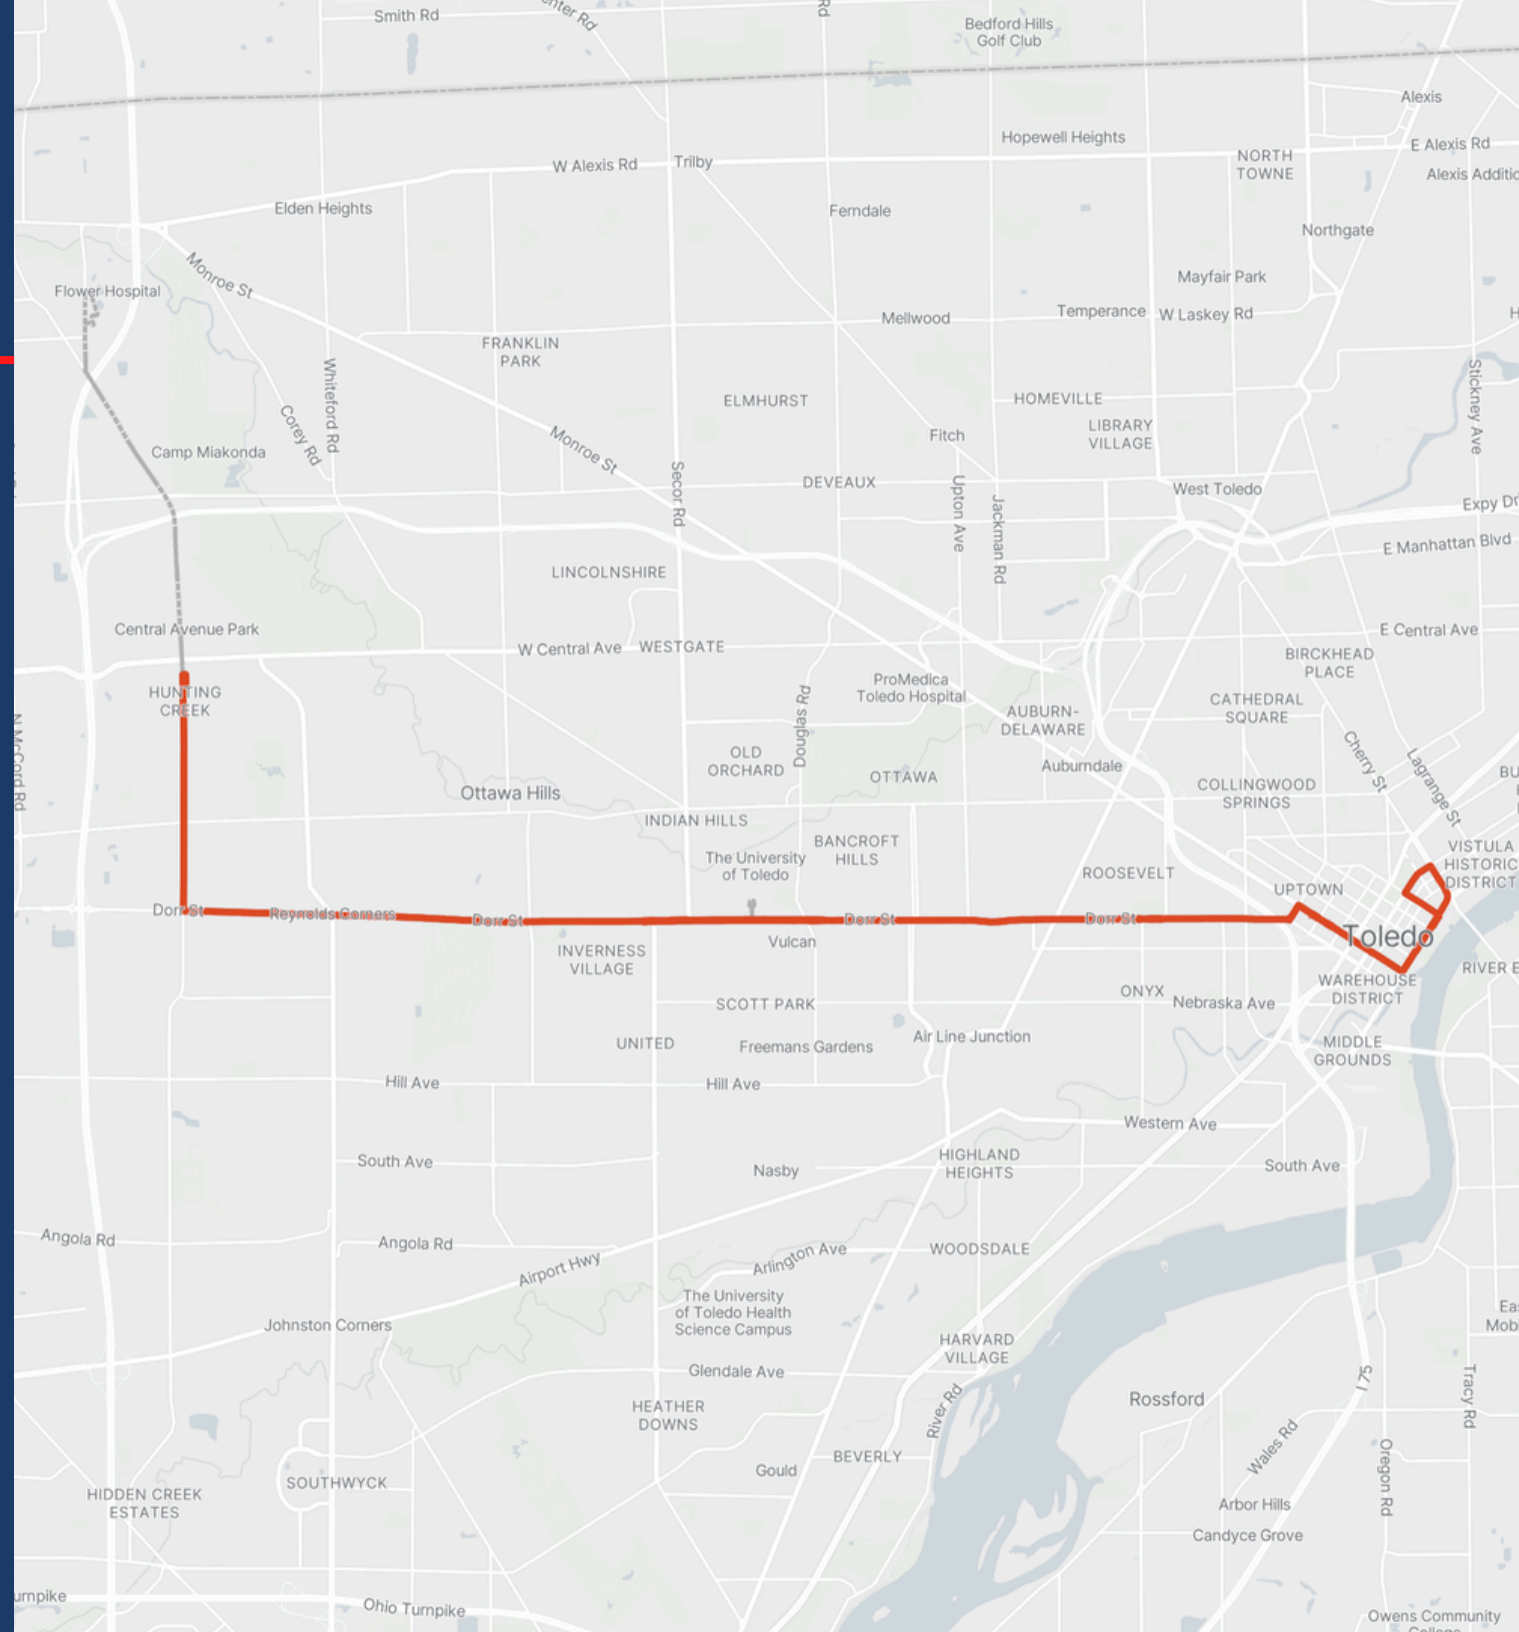 Smith Rd
Rd
Bedford Hills
Golf Club
Alexis
Hopewell Heights
E Alexis Rd
W Alexis Rd
Trilby
NORTH
TOWNE
Elden Heights
Ferndale
Northgate
Monroe St
Mayfair Park
Flower Hospital
Mellwood
Temperance
W Laskey Rd
FRANKLIN
PARK
Whiteford Rd
Stickney Ave
ELMHURST
HOMEVILLE
Corey Rd
LIBRARY
VILLAGE
Fitch
Monroe St
Camp Miakonda
Secor Rd
DEVEAUX
Upton Ave
Jackman Rd
West Toledo
E Manhattan Blvd
LINCOLNSHIRE
Central Avenue Park
W Central Ave
WESTGATE
E Central Ave
BIRCKHEAD
PLACE
HUNTING
CREEK
ProMedica
Toledo Hospital
CATHEDRAL
SQUARE
AUBURN-
DELAWARE
N McCord Rd
Douglas Rd
Cherry St
Lagrange St
OLD
ORCHARD
OTTAWA
Auburndale
Ottawa Hills
COLLINGWOOD
SPRINGS
INDIAN HILLS
The University
of Toledo
BANCROFT
HILLS
VISTULA
HISTORIC
DISTRICT
ROOSEVELT
UPTOWN
Dorr St
Reynolds Corners
Dorr St
Dorr St
Dorr St
Toledo
INVERNESS
VILLAGE
Vulcan
WAREHOUSE
DISTRICT
ONYX
Nebraska Ave
SCOTT PARK
UNITED
Freemans Gardens
Air Line Junction
MIDDLE
GROUNDS
Hill Ave
Hill Ave
Western Ave
South Ave
Nasby
HIGHLAND
HEIGHTS
South Ave
Angola Rd
Angola Rd
Airport Hwy
Arlington Ave
WOODSDALE
The University
of Toledo Health
Science Campus
Johnston Corners
HARVARD
VILLAGE
Glendale Ave
I 75
Tracy Rd
River Rd
Rossford
HEATHER
DOWNS
Wales Rd
Oregon Rd
Gould
BEVERLY
SOUTHWYCK
HIDDEN CREEK
ESTATES
Arbor Hills
Candyce Grove
Ohio Turnpike
Owens Community